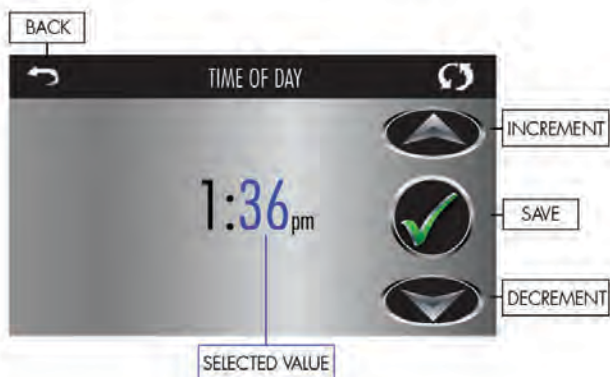 BACK
TIME OF DAY
INCREMENT
1:36pm
SAVE
DECREMENT
SELECTED VALUE